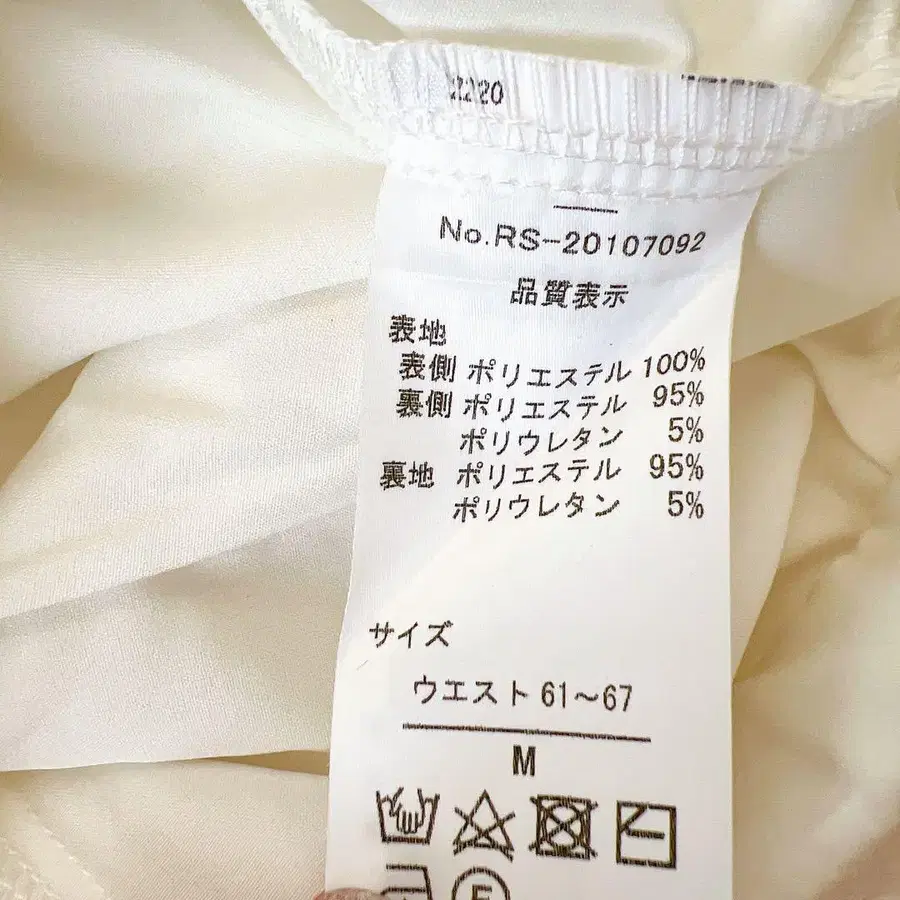 2220
No.RS-20107092
品質表示
表地
表側 ポリエステル 100%
裏側 ポリエステル 95%
ポリウレタン 5%
裏地 ポリエステル 95%
ポリウレタン 5%
サイズ
ウエスト 61〜67
M